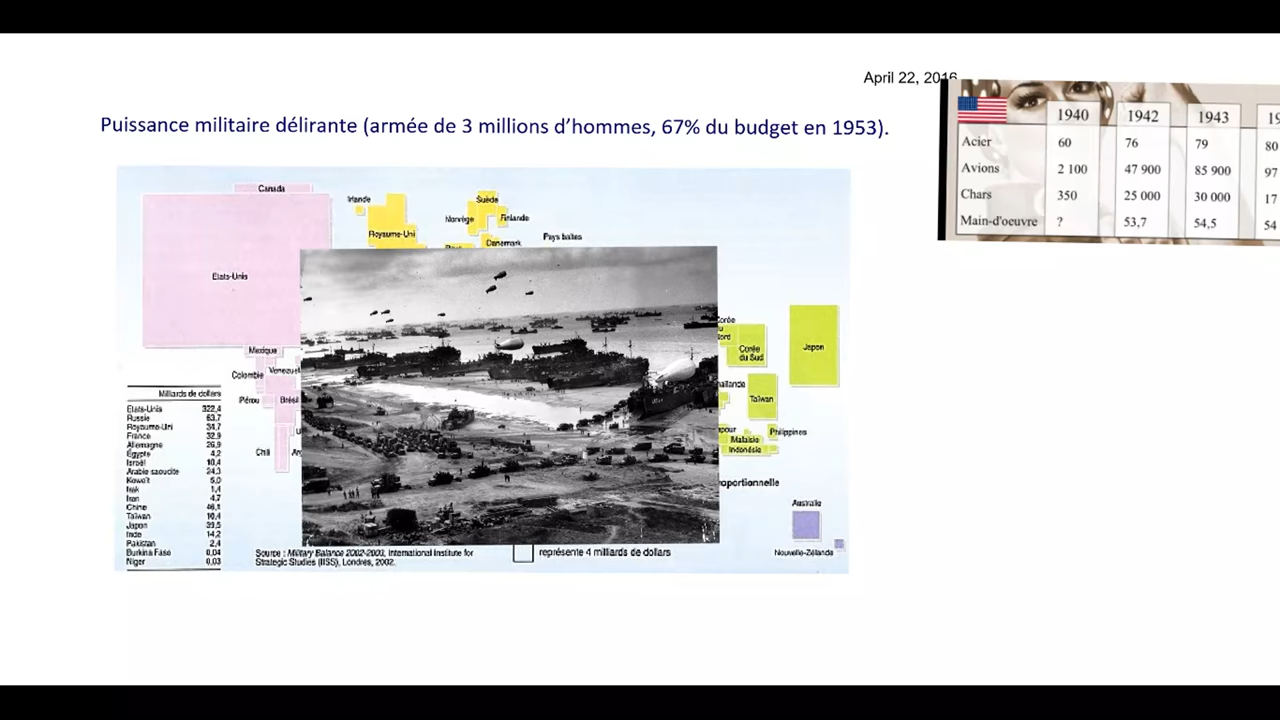 April 22, 2016
Puissance militaire délirante (armée de 3 millions d’hommes, 67% du budget en 1953).
1940 1942 1943
Acier 60 76 79 80
Avions 2 100 47 900 85 900 97
Chars 350 25 000 30 000 17
Main-d'oeuvre ? 53,7 54,5 54
Canada
Irlande
Suède
Royaume-Uni
Norvège
Finlande
Danemark
Pays baltes
Etats-Unis
Corée
Corée
du Sud
Japon
Mexique
Colombie
Pérou
Brésil
Chili
Taïwan
Philippines
Malaisie
Indonésie
Australie
Nouvelle-Zélande
Milliards de dollars
Etats-Unis 322,4
Russie 63,7
Royaume-Uni 34,7
France 32,9
Allemagne 26,9
Égypte 4,2
Israël 10,4
Arabie saoudite 24,3
Koweït 5,0
Irak 1,4
Iran 4,7
Chine 46,1
Taïwan 10,4
Japon 39,5
Inde 14,2
Pakistan 2,4
Burkina Faso 0,04
Niger 0,03
Source : Military Balance 2002-2003, International Institute for
Strategic Studies (IISS), Londres, 2002.
représente 4 milliards de dollars